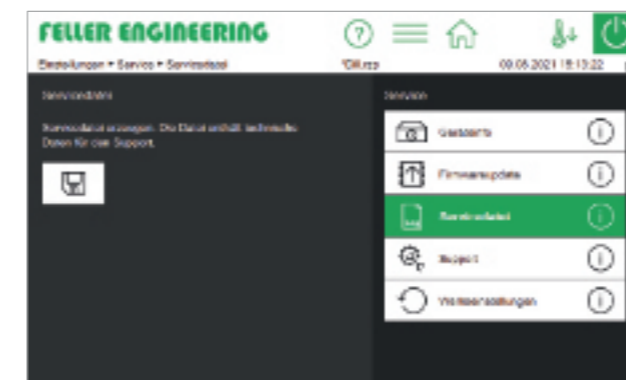 FELLER ENGINEERING
Einstellungen • Service • Servicedatei
09.06.2021 15:13:22
Servicedatei
Service
Servicedatei erzeugen. Die Datei enthält technische
Daten für den Support.
Geräteinfo
Firmwareupdate
Servicedatei
Support
Werkseinstellungen